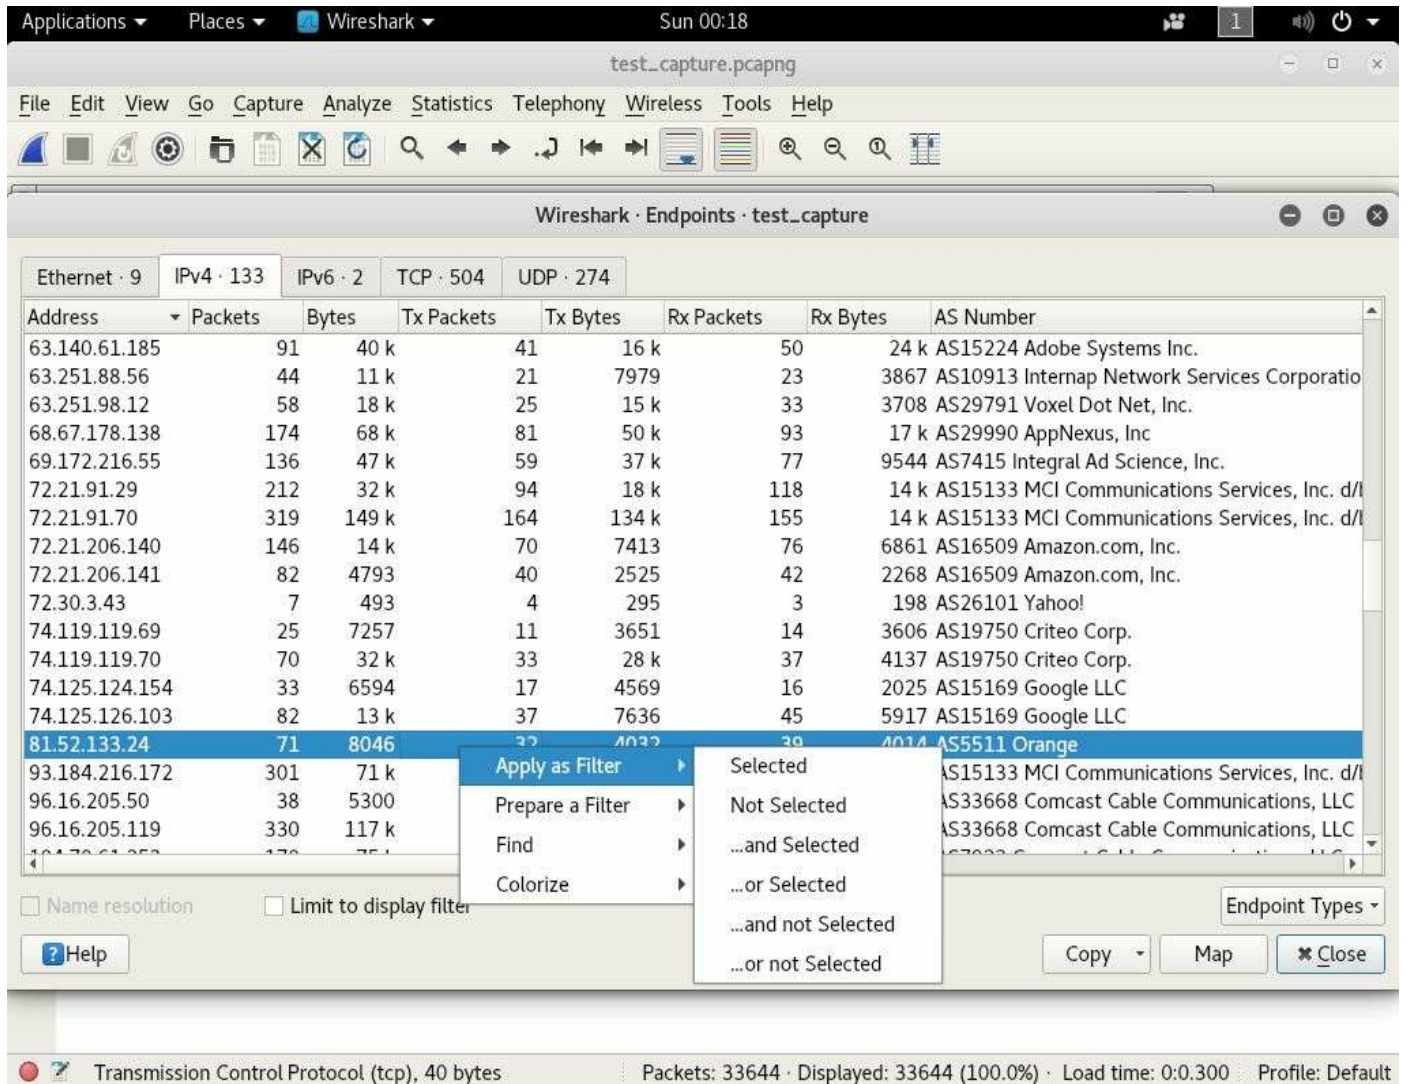 Applications Places Wireshark Sun 00:18 1
test_capture.pcapng
File Edit View Go Capture Analyze Statistics Telephony Wireless Tools Help
Wireshark · Endpoints · test_capture
Ethernet · 9 IPv4 · 133 IPv6 · 2 TCP · 504 UDP · 274
Address Packets Bytes Tx Packets Tx Bytes Rx Packets Rx Bytes AS Number
63.140.61.185 91 40 k 41 16 k 50 24 k AS15224 Adobe Systems Inc.
63.251.88.56 44 11 k 21 7979 23 3867 AS10913 Internap Network Services Corporatio
63.251.98.12 58 18 k 25 15 k 33 3708 AS29791 Voxel Dot Net, Inc.
68.67.178.138 174 68 k 81 50 k 93 17 k AS29990 AppNexus, Inc
69.172.216.55 136 47 k 59 37 k 77 9544 AS7415 Integral Ad Science, Inc.
72.21.91.29 212 32 k 94 18 k 118 14 k AS15133 MCI Communications Services, Inc. d/
72.21.91.70 319 149 k 164 134 k 155 14 k AS15133 MCI Communications Services, Inc. d/
72.21.206.140 146 14 k 70 7413 76 6861 AS16509 Amazon.com, Inc.
72.21.206.141 82 4793 40 2525 42 2268 AS16509 Amazon.com, Inc.
72.30.3.43 7 493 4 295 3 198 AS26101 Yahoo!
74.119.119.69 25 7257 11 3651 14 3606 AS19750 Criteo Corp.
74.119.119.70 70 32 k 33 28 k 37 4137 AS19750 Criteo Corp.
74.125.124.154 33 6594 17 4569 16 2025 AS15169 Google LLC
74.125.126.103 82 13 k 37 7636 45 5917 AS15169 Google LLC
81.52.133.24 71 8046 32 4032 39 4014 AS5511 Orange
93.184.216.172 301 71 k AS15133 MCI Communications Services, Inc. d/
96.16.205.50 38 5300 AS33668 Comcast Cable Communications, LLC
96.16.205.119 330 117 k AS33668 Comcast Cable Communications, LLC
Apply as Filter
Prepare a Filter
Find
Colorize
Selected
Not Selected
...and Selected
...or Selected
...and not Selected
...or not Selected
Name resolution Limit to display filter Endpoint Types
Help Copy Map Close
Transmission Control Protocol (tcp), 40 bytes Packets: 33644 · Displayed: 33644 (100.0%) · Load time: 0:0.300 Profile: Default